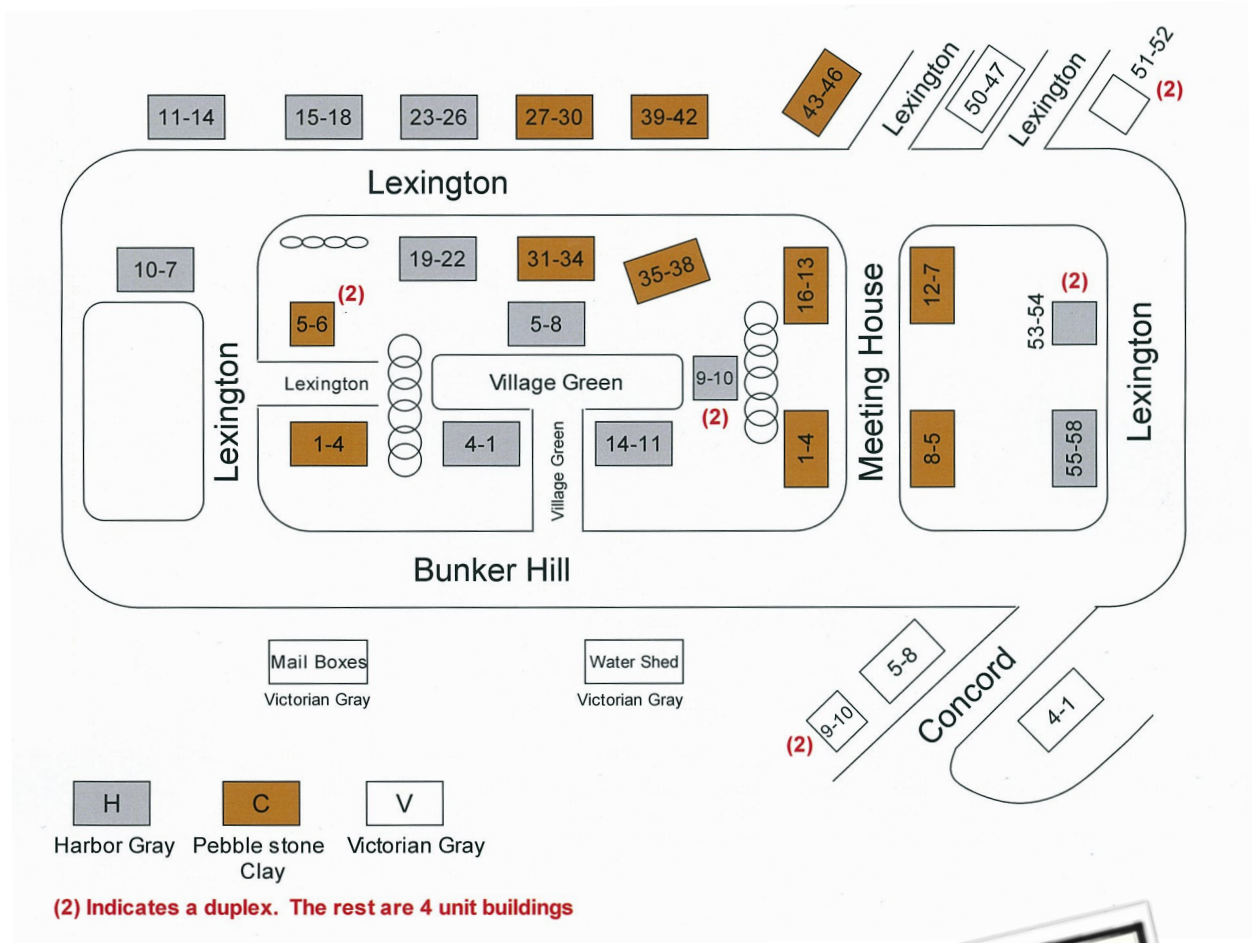 51-52
(2)
43-46
Lexington
50-47
Lexington
11-14
15-18
23-26
27-30
39-42
Lexington
10-7
19-22
31-34
35-38
16-13
12-7
(2)
53-54
(2)
5-6
5-8
Lexington
Lexington
Village Green
9-10
(2)
Meeting House
Lexington
1-4
4-1
Village Green
14-11
1-4
8-5
55-58
Bunker Hill
Mail Boxes
Victorian Gray
Water Shed
Victorian Gray
5-8
9-10
(2)
Concord
4-1
H
Harbor Gray
C
Pebble stone
Clay
V
Victorian Gray
(2) Indicates a duplex. The rest are 4 unit buildings